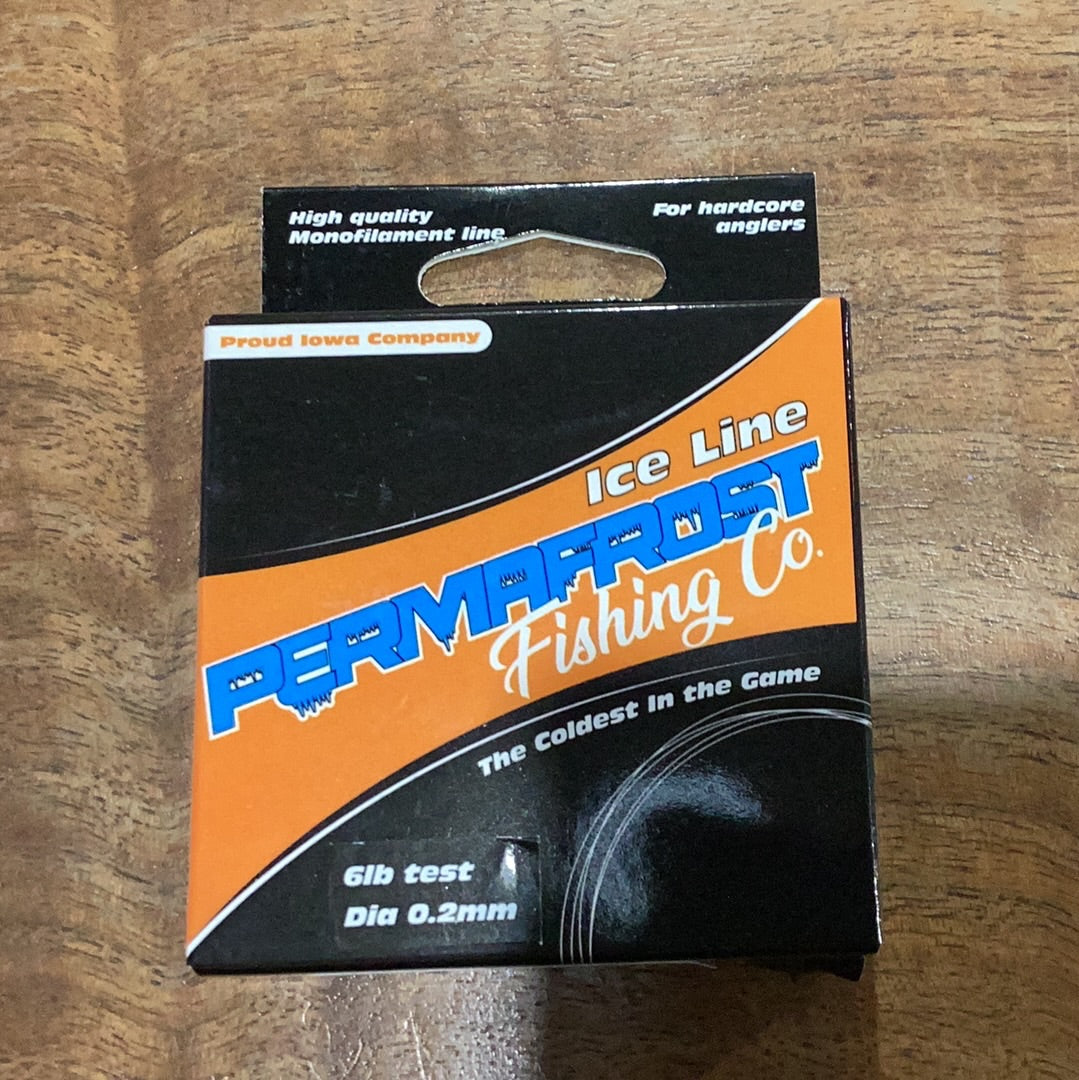 High quality
Monofilament line
For hardcore
anglers
Proud Iowa Company
Ice Line
PERMAFROST
Fishing Co.
The Coldest In the Game
6lb test
Dia 0.2mm